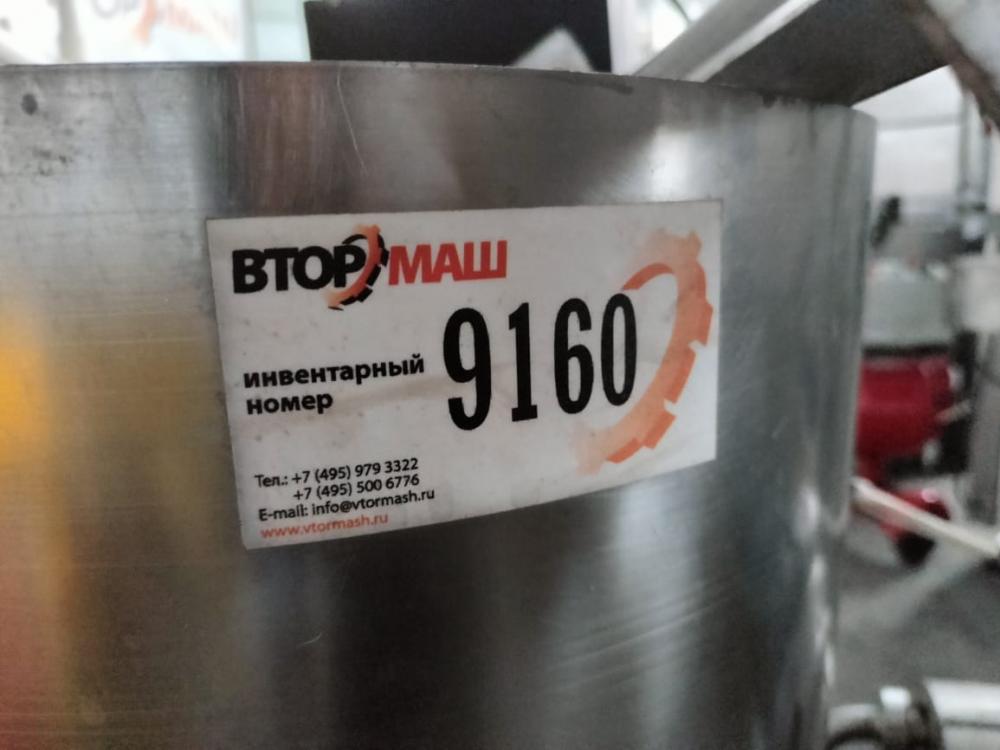 ВТОРМАШ
инвентарный
номер
9160
Тел.: +7 (495) 979 3322
+7 (495) 500 6776
E-mail: info@vtormash.ru
www.vtormash.ru